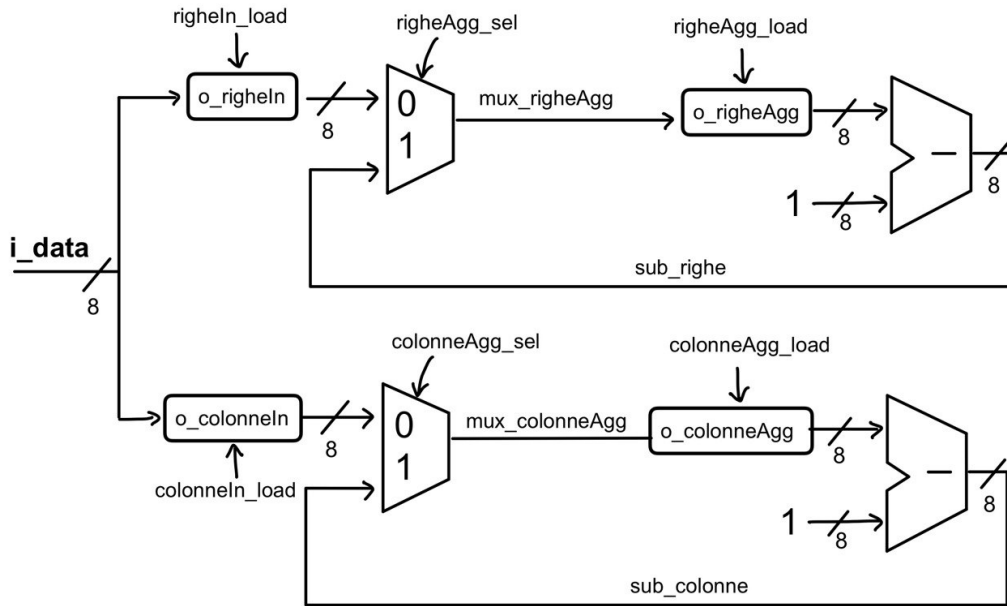 righeIn_load
righeAgg_sel
righeAgg_load
o_righeIn
8
0
1
mux_righeAgg
o_righeAgg
8
1
8
–
8
sub_righe
i_data
8
colonneAgg_sel
colonneAgg_load
o_colonneIn
8
0
1
mux_colonneAgg
o_colonneAgg
8
1
8
–
8
colonneIn_load
sub_colonne